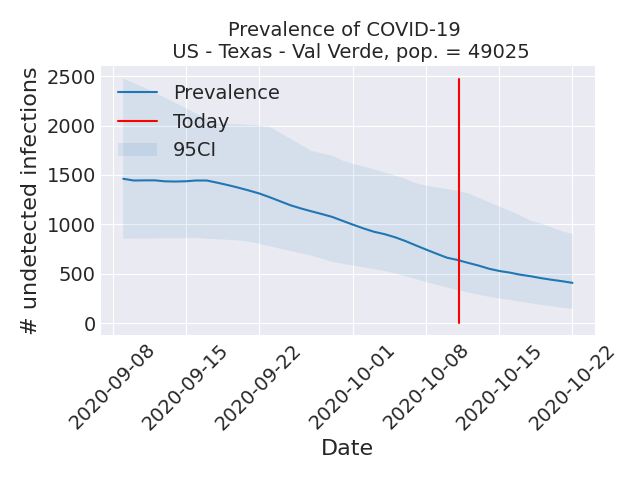 Prevalence of COVID-19
US - Texas - Val Verde, pop. = 49025
# undetected infections
2500
2000
1500
1000
500
0
Prevalence
Today
95CI
2020-09-08
2020-09-15
2020-09-22
2020-10-01
2020-10-08
2020-10-15
2020-10-22
Date